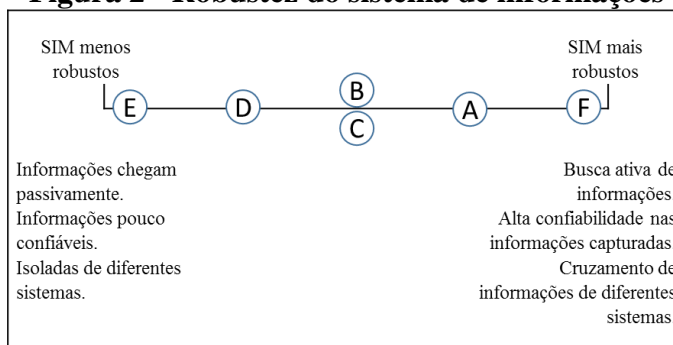 Figura 2 - Robustez do sistema de informações
SIM menos
robustos
SIM mais
robustos
E
D
B
C
A
F
Informações chegam
passivamente.
Informações pouco
confiáveis.
Isoladas de diferentes
sistemas.
Busca ativa de
informações.
Alta confiabilidade nas
informações capturadas.
Cruzamento de
informações de diferentes
sistemas.